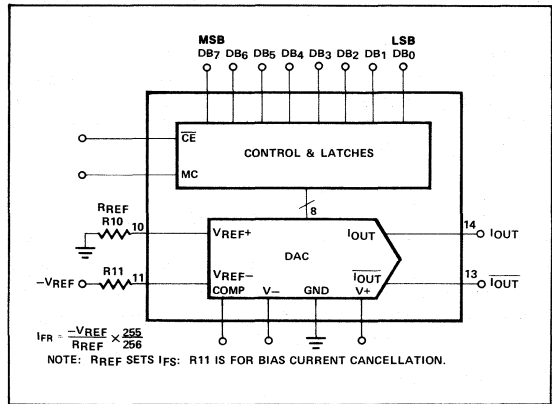 MSB LSB
DB7 DB6 DB5 DB4 DB3 DB2 DB1 DB0
CE
CONTROL & LATCHES
MC
8
RREF
R10
10
VREF+
IOUT
14
IOUT
DAC
-VREF
R11
11
VREF-
IOUT
13
IOUT
COMP V- GND V+
IFR = -VREF / RREF × 255 / 256
NOTE: RREF SETS IFS: R11 IS FOR BIAS CURRENT CANCELLATION.